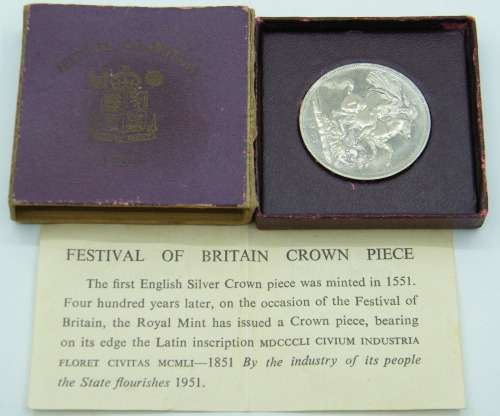 FESTIVAL OF BRITAIN CROWN PIECE
The first English Silver Crown piece was minted in 1551.
Four hundred years later, on the occasion of the Festival of
Britain, the Royal Mint has issued a Crown piece, bearing
on its edge the Latin inscription MDCCCLI CIVIUM INDUSTRIA
FLORET CIVITAS MCMLI—1851 By the industry of its people
the State flourishes 1951.